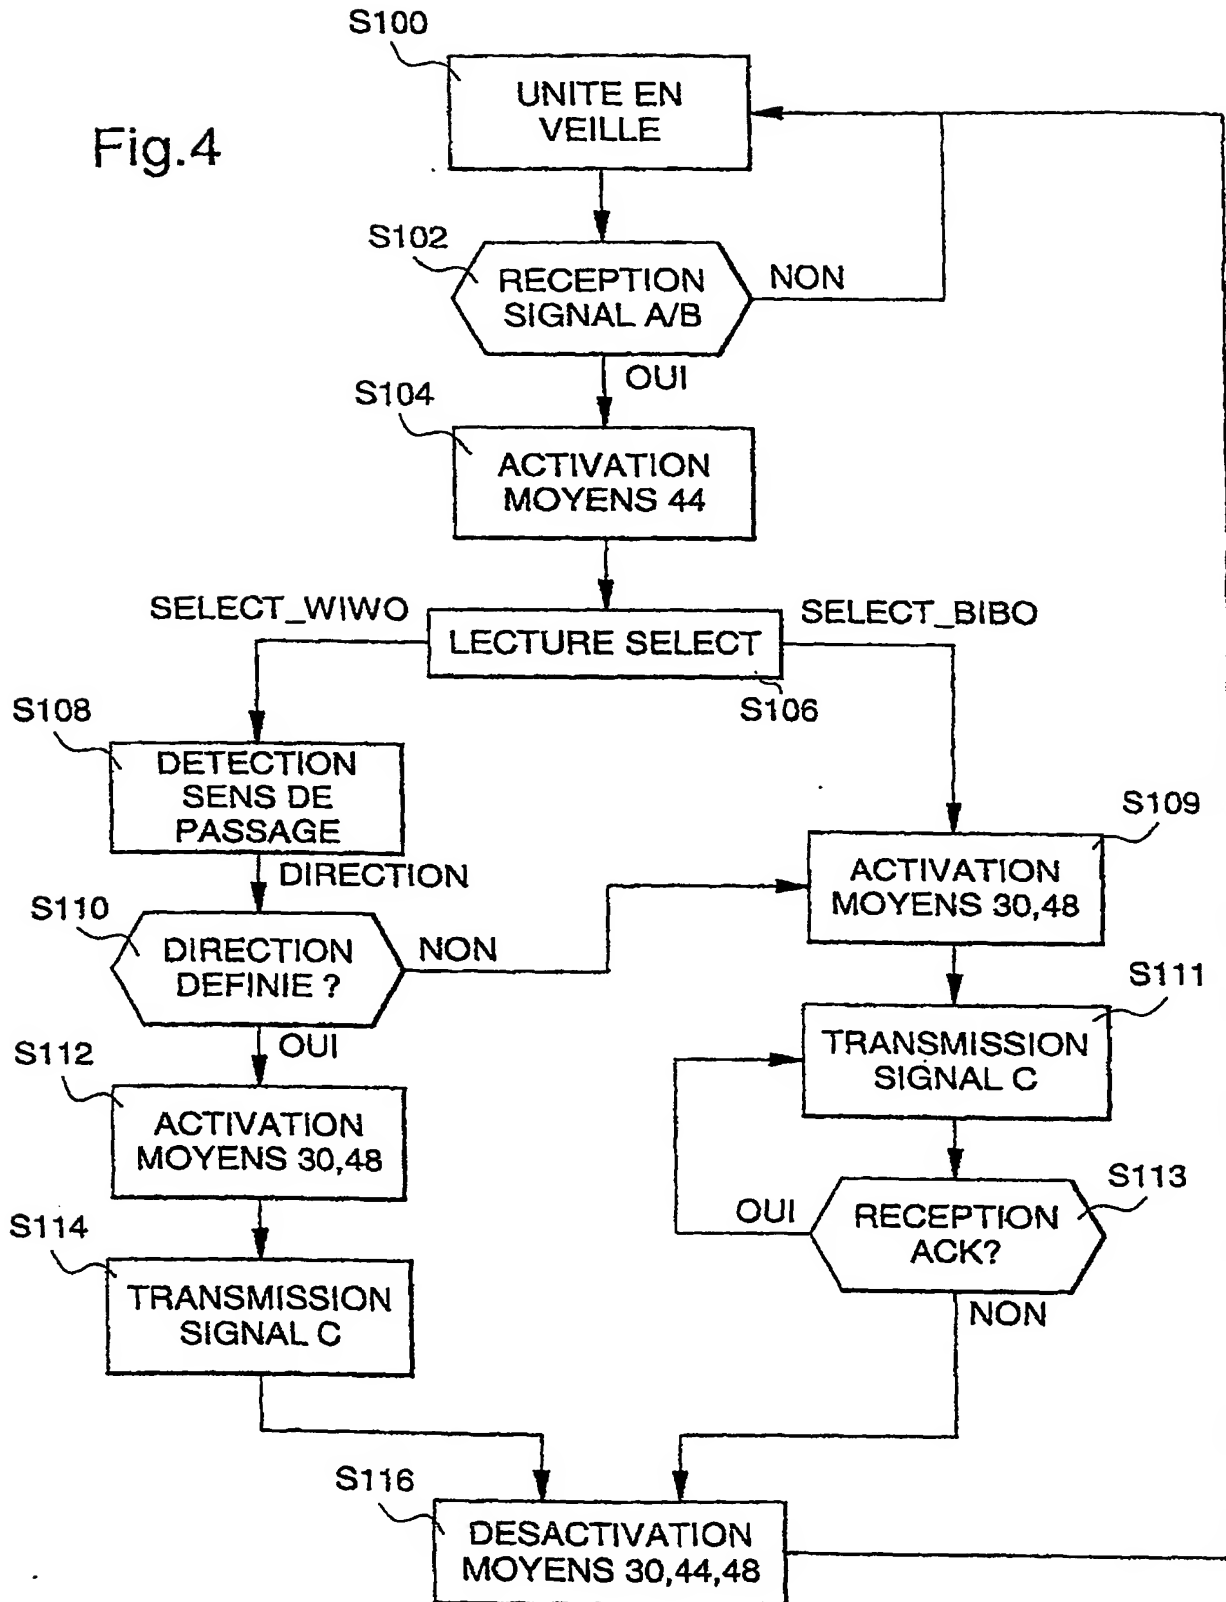 S100
UNITE EN
VEILLE
Fig.4
S102
RECEPTION
SIGNAL A/B
NON
OUI
S104
ACTIVATION
MOYENS 44
SELECT_WIWO
LECTURE SELECT
SELECT_BIBO
S106
S108
DETECTION
SENS DE
PASSAGE
DIRECTION
S109
ACTIVATION
MOYENS 30,48
S110
DIRECTION
DEFINIE ?
NON
OUI
S111
TRANSMISSION
SIGNAL C
S112
ACTIVATION
MOYENS 30,48
S113
RECEPTION
ACK?
OUI
NON
S114
TRANSMISSION
SIGNAL C
S116
DESACTIVATION
MOYENS 30,44,48